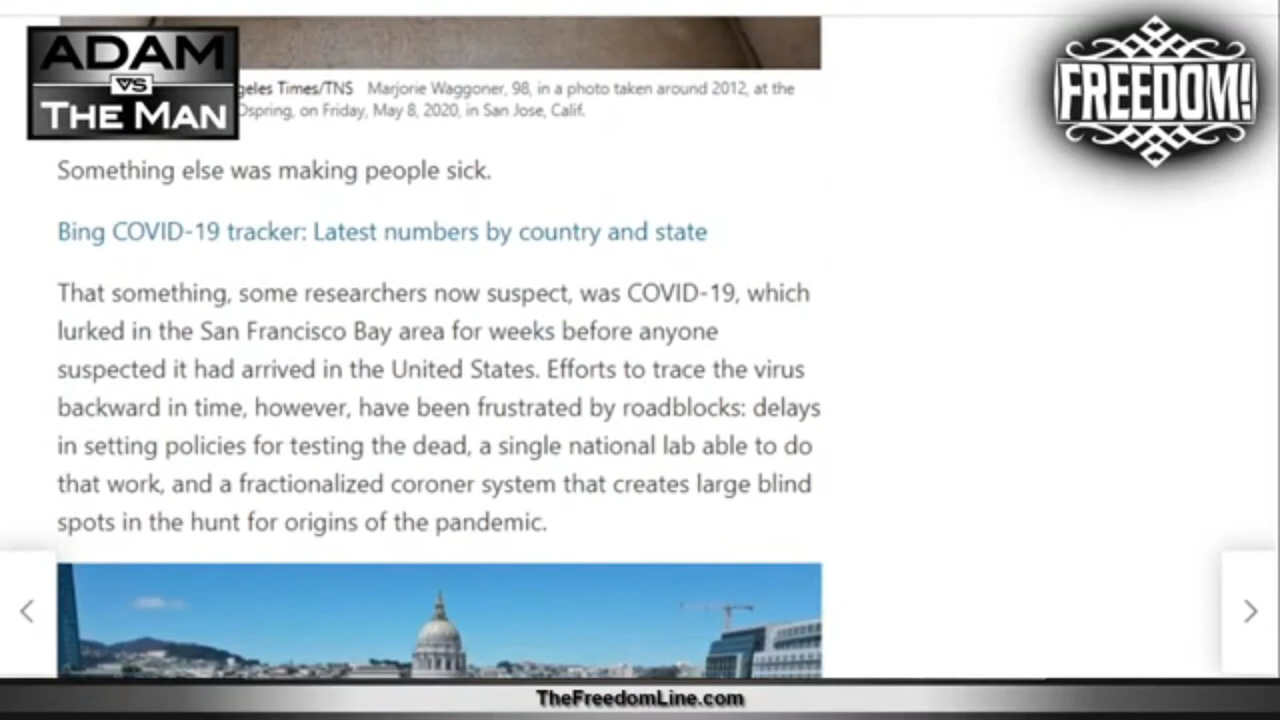 ADAM
VS
THE MAN
FREEDOM!
geles Times/TNS Marjorie Waggoner, 98, in a photo taken around 2012, at the
Ospring, on Friday, May 8, 2020, in San Jose, Calif.
Something else was making people sick.
Bing COVID-19 tracker: Latest numbers by country and state
That something, some researchers now suspect, was COVID-19, which
lurked in the San Francisco Bay area for weeks before anyone
suspected it had arrived in the United States. Efforts to trace the virus
backward in time, however, have been frustrated by roadblocks: delays
in setting policies for testing the dead, a single national lab able to do
that work, and a fractionalized coroner system that creates large blind
spots in the hunt for origins of the pandemic.
TheFreedomLine.com